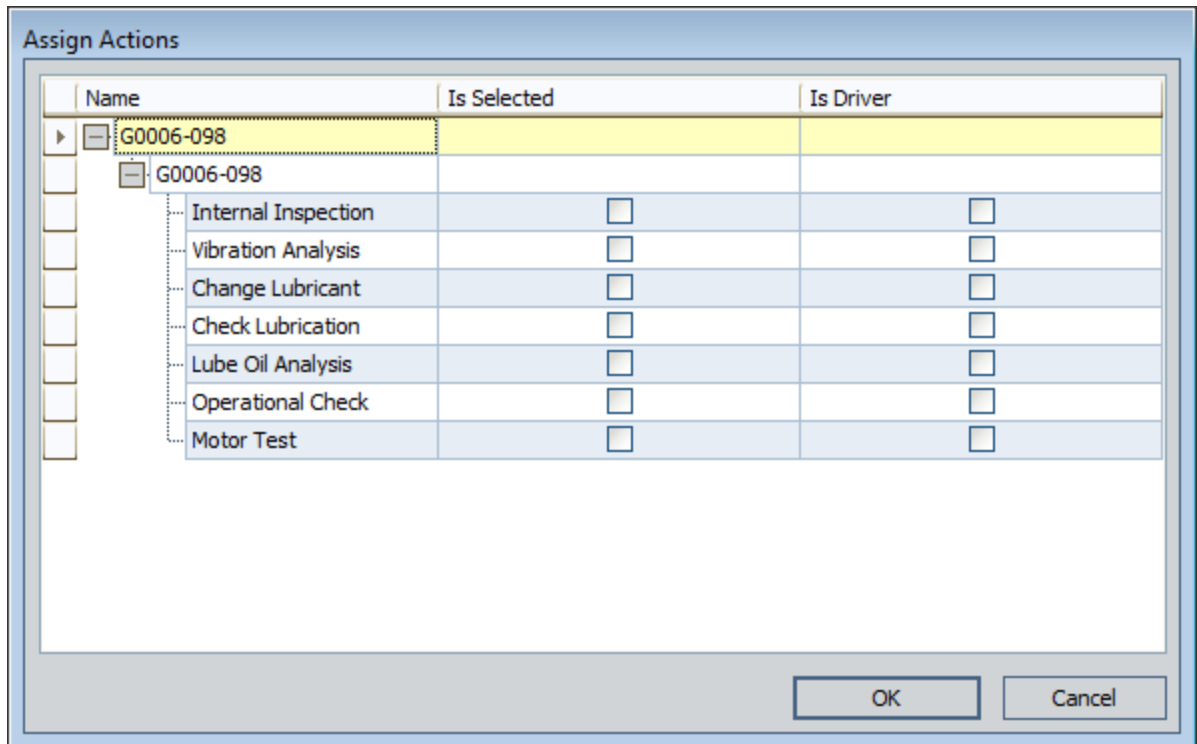 Assign Actions
Name Is Selected Is Driver
G0006-098
G0006-098
Internal Inspection
Vibration Analysis
Change Lubricant
Check Lubrication
Lube Oil Analysis
Operational Check
Motor Test
OK Cancel